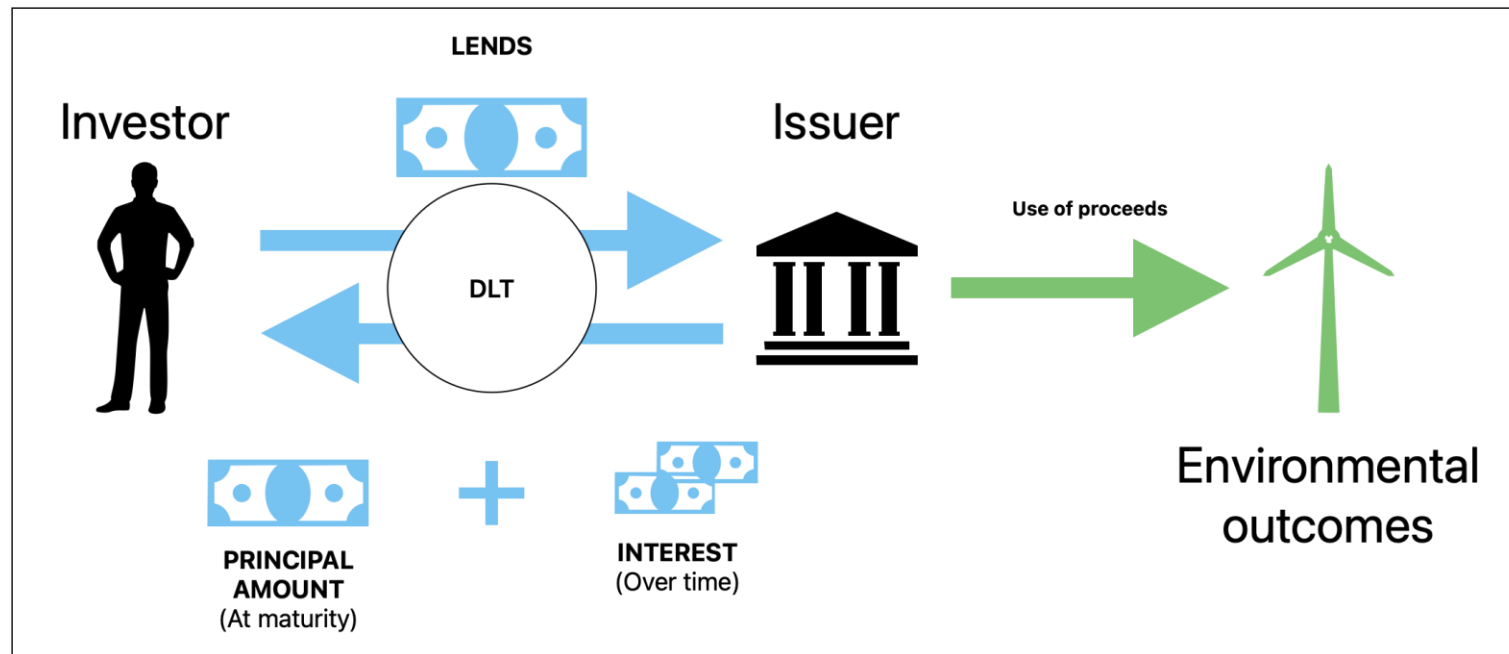 LENDS
Investor
Issuer
Use of proceeds
DLT
PRINCIPAL
AMOUNT
(At maturity)
INTEREST
(Over time)
Environmental
outcomes